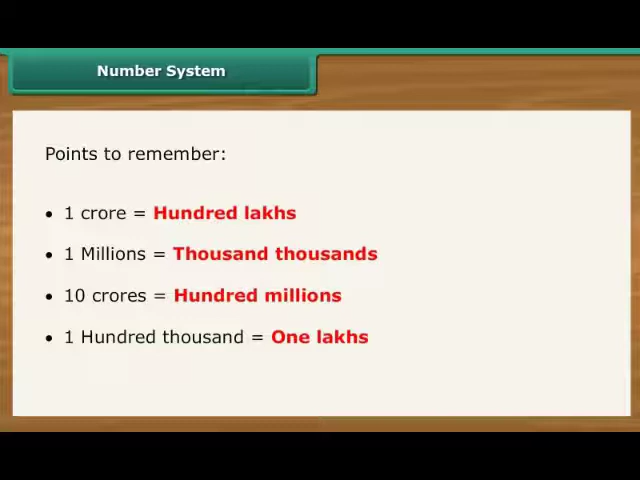 Number System
Points to remember:
• 1 crore = Hundred lakhs
• 1 Millions = Thousand thousands
• 10 crores = Hundred millions
• 1 Hundred thousand = One lakhs